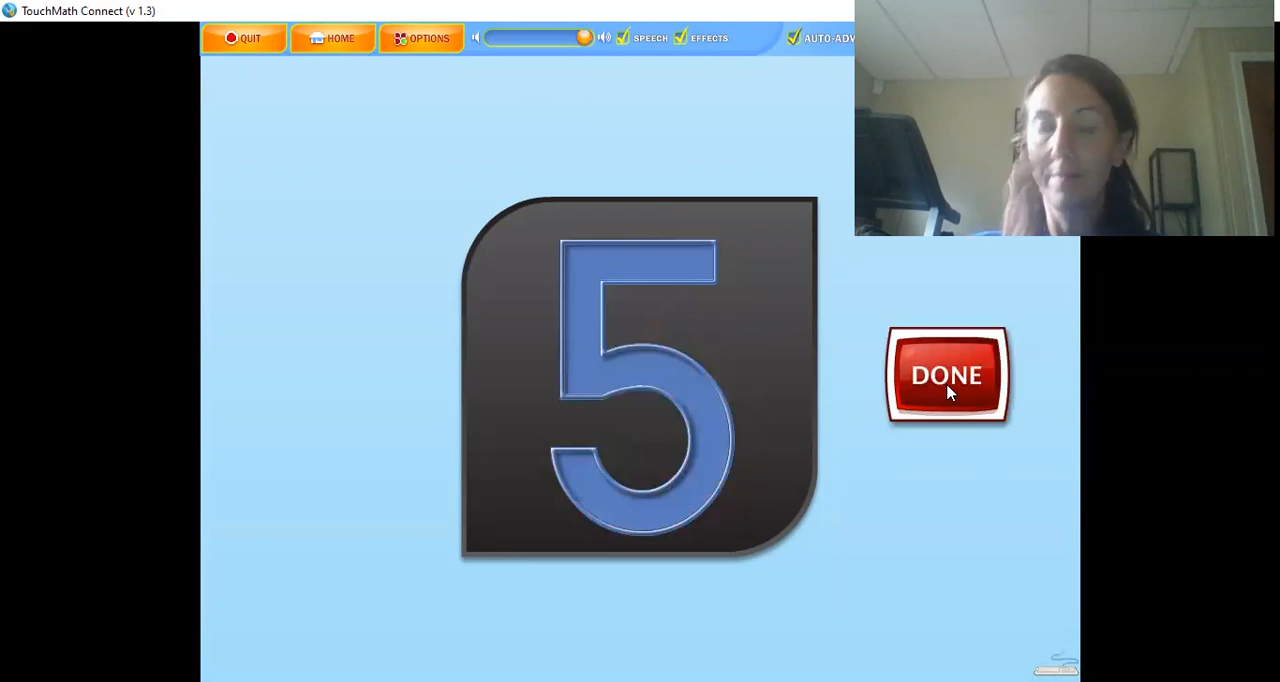 TouchMath Connect (v 1.3)
QUIT HOME OPTIONS SPEECH EFFECTS AUTO-ADV
5
DONE